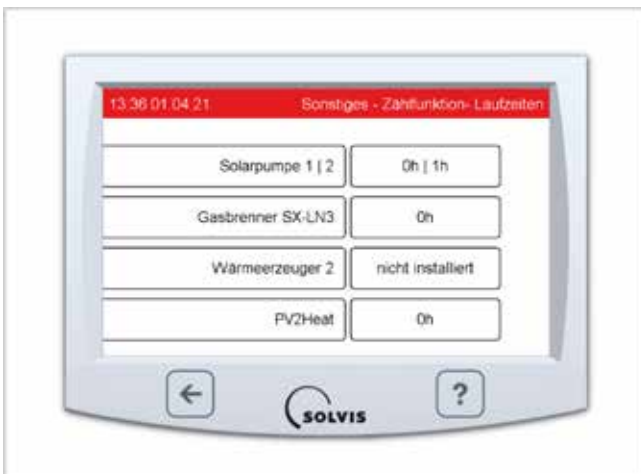 13:36 01.04.21 Sonstiges - Zählfunktion- Laufzeiten
Solarpumpe 1 | 2 0h | 1h
Gasbrenner SX-LN3 0h
Wärmeerzeuger 2 nicht installiert
PV2Heat 0h
?
SOLVIS